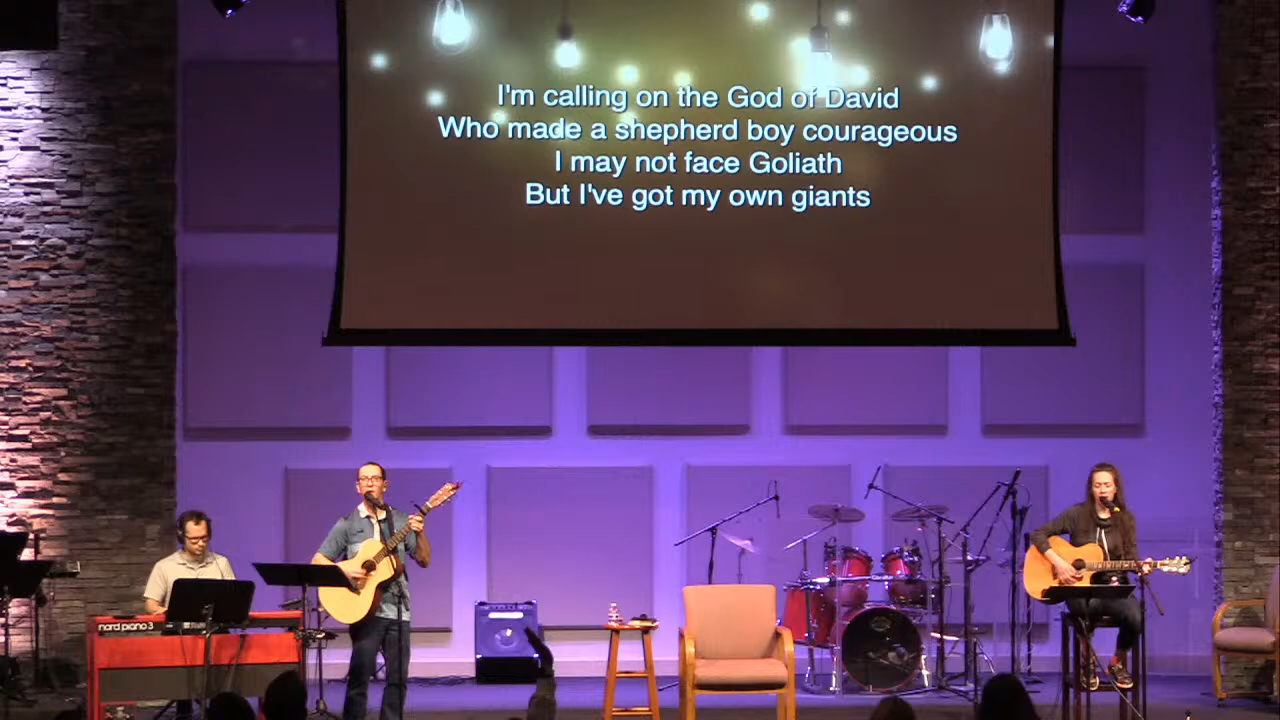 I'm calling on the God of David
Who made a shepherd boy courageous
I may not face Goliath
But I've got my own giants
nord piano 3